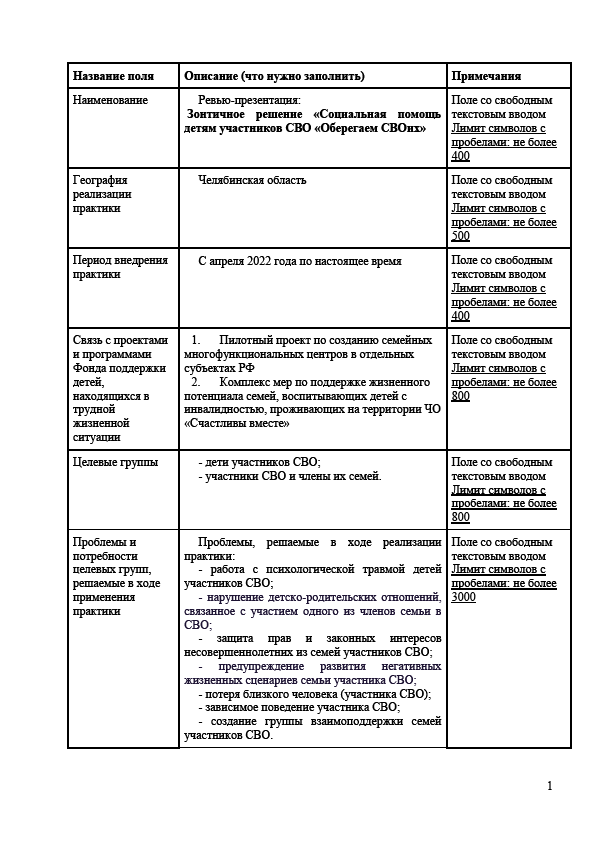 Название поля
Описание (что нужно заполнить)
Примечания
Наименование
Ревью-презентация:
Зонтичное решение «Социальная помощь
детям участников СВО «Оберегаем СВОих»
Поле со свободным
текстовым вводом
Лимит символов с
пробелами: не более
400
География
реализации
практики
Челябинская область
Поле со свободным
текстовым вводом
Лимит символов с
пробелами: не более
500
Период внедрения
практики
С апреля 2022 года по настоящее время
Поле со свободным
текстовым вводом
Лимит символов с
пробелами: не более
400
Связь с проектами
и программами
Фонда поддержки
детей,
находящихся в
трудной
жизненной
ситуации
1. Пилотный проект по созданию семейных
многофункциональных центров в отдельных
субъектах РФ
2. Комплекс мер по поддержке жизненного
потенциала семей, воспитывающих детей с
инвалидностью, проживающих на территории ЧО
«Счастливы вместе»
Поле со свободным
текстовым вводом
Лимит символов с
пробелами: не более
800
Целевые группы
- дети участников СВО;
- участники СВО и члены их семей.
Поле со свободным
текстовым вводом
Лимит символов с
пробелами: не более
800
Проблемы и
потребности
целевых групп,
решаемые в ходе
применения
практики
Проблемы, решаемые в ходе реализации
практики:
- работа с психологической травмой детей
участников СВО;
- нарушение детско-родительских отношений,
связанное с участием одного из членов семьи в
СВО;
- защита прав и законных интересов
несовершеннолетних из семей участников СВО;
- предупреждение развития негативных
жизненных сценариев семьи участника СВО;
- потеря близкого человека (участника СВО);
- зависимое поведение участника СВО;
- создание группы взаимоподдержки семей
участников СВО.
Поле со свободным
текстовым вводом
Лимит символов с
пробелами: не более
3000
1